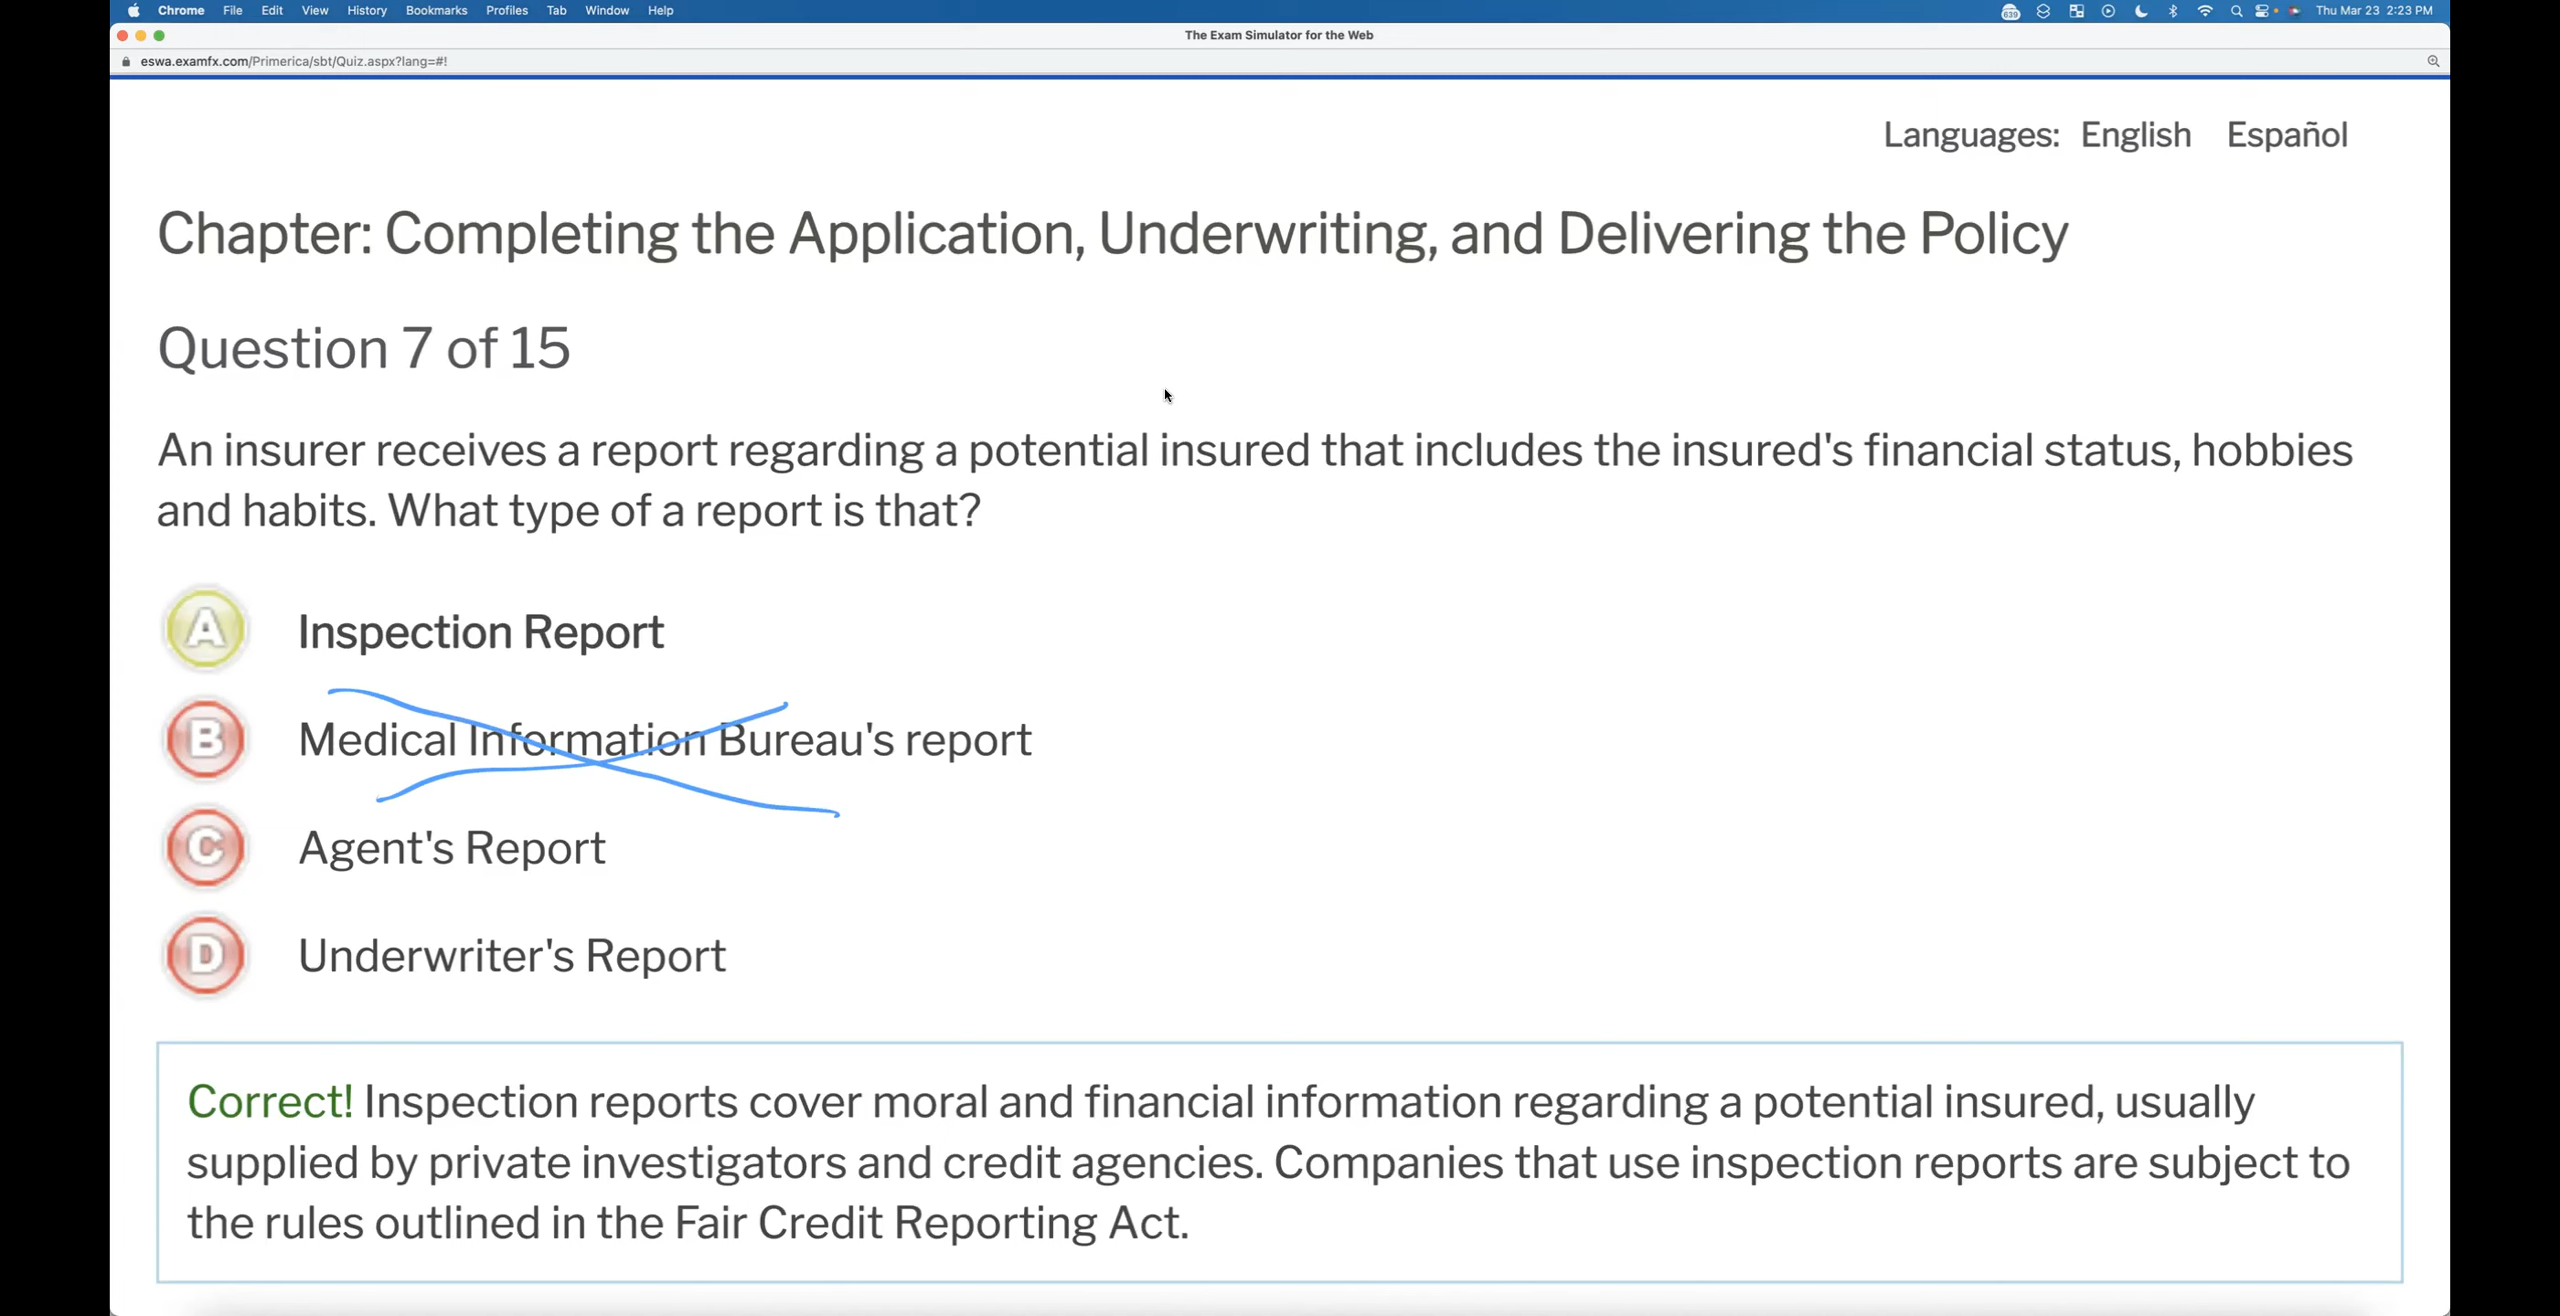 Chrome File Edit View History Bookmarks Profiles Tab Window Help 639 Thu Mar 23 2:23 PM
The Exam Simulator for the Web
eswa.examfx.com/Primerica/sbt/Quiz.aspx?lang=#!
Languages: English Español
Chapter: Completing the Application, Underwriting, and Delivering the Policy
Question 7 of 15
An insurer receives a report regarding a potential insured that includes the insured's financial status, hobbies
and habits. What type of a report is that?
A Inspection Report
B Medical Information Bureau's report
C Agent's Report
D Underwriter's Report
Correct! Inspection reports cover moral and financial information regarding a potential insured, usually
supplied by private investigators and credit agencies. Companies that use inspection reports are subject to
the rules outlined in the Fair Credit Reporting Act.